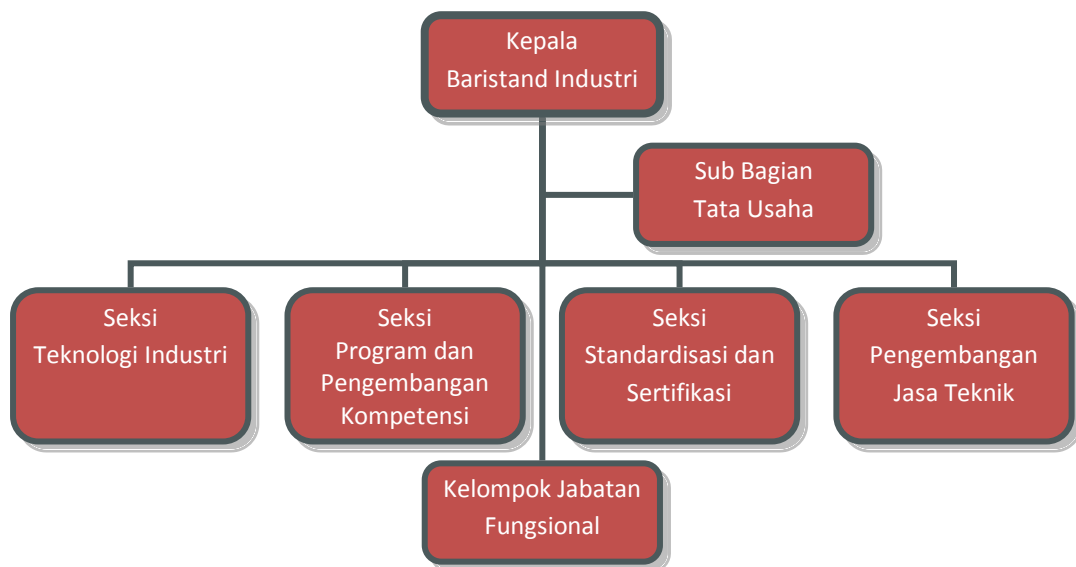 Kepala
Baristand Industri
Sub Bagian
Tata Usaha
Seksi
Teknologi Industri
Seksi
Program dan
Pengembangan
Kompetensi
Seksi
Standardisasi dan
Sertifikasi
Seksi
Pengembangan
Jasa Teknik
Kelompok Jabatan
Fungsional